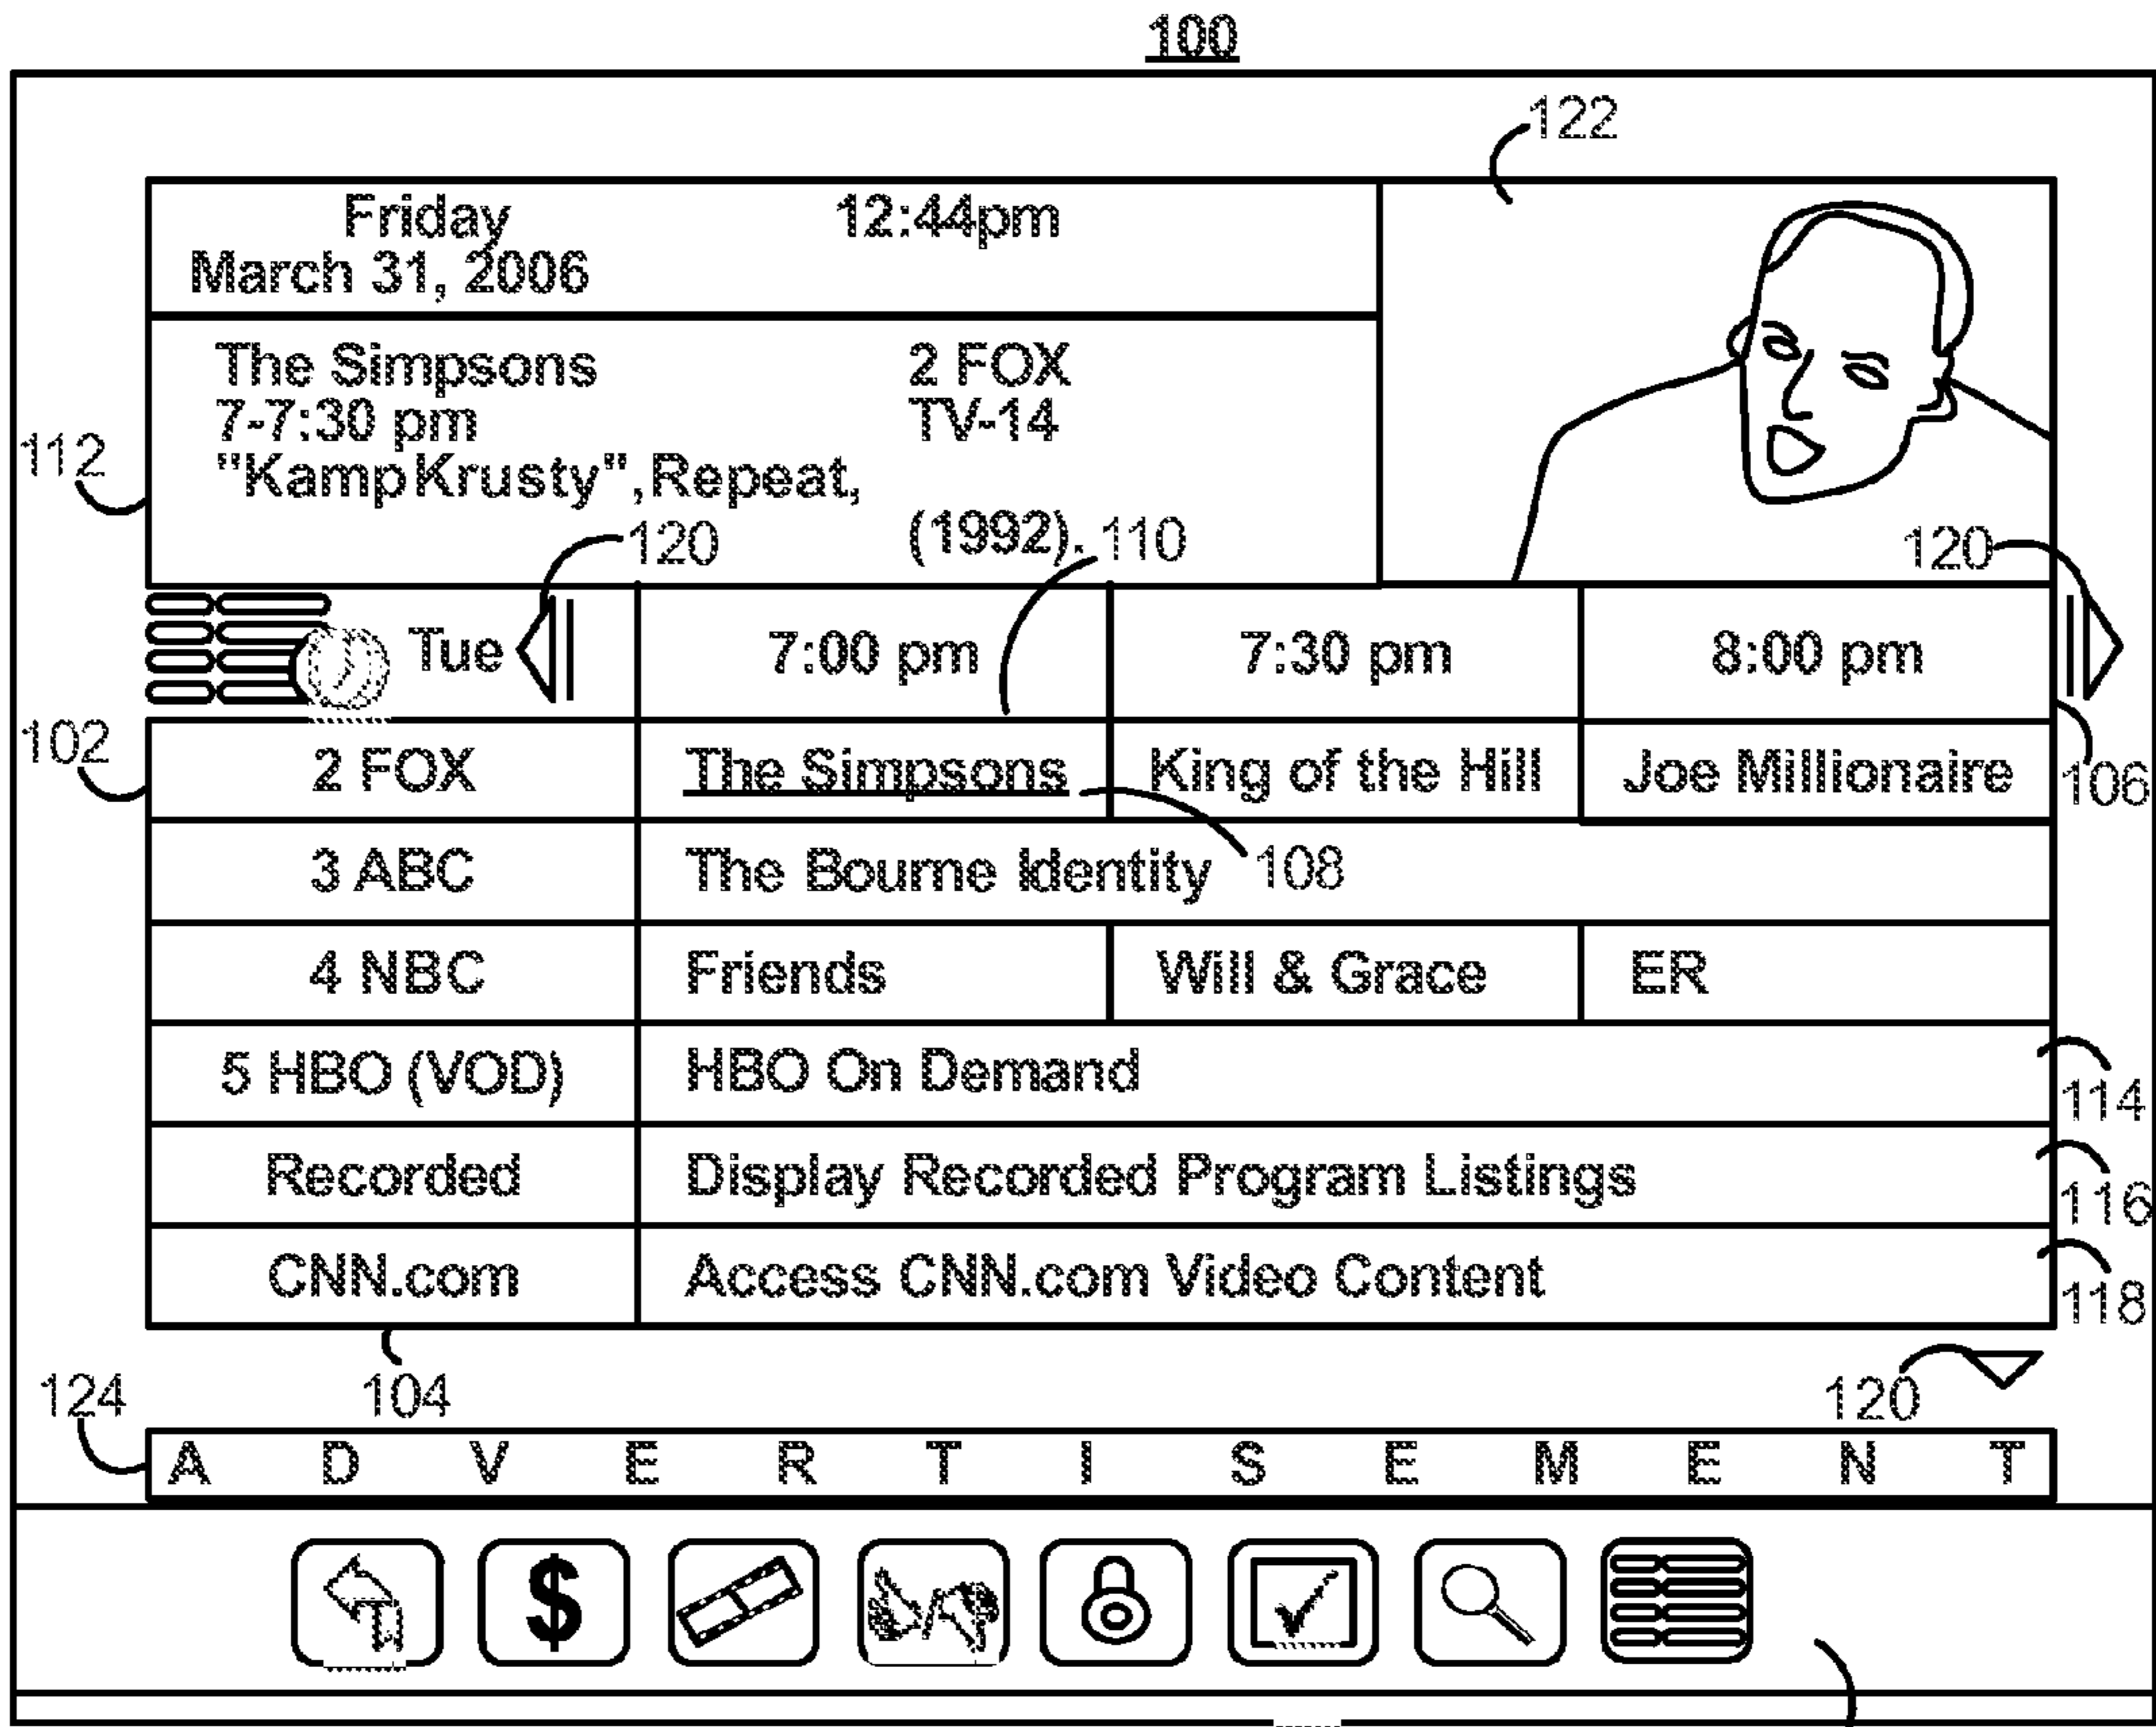 100
122
Friday 12:44pm
March 31, 2006
The Simpsons 2 FOX
7-7:30 pm TV-14
112
"KampKrusty", Repeat,
(1992).
120 110 120
Tue 7:00 pm 7:30 pm 8:00 pm
102
2 FOX The Simpsons King of the Hill Joe Millionaire
106
3 ABC The Bourne Identity 108
4 NBC Friends Will & Grace ER
5 HBO (VOD) HBO On Demand
114
Recorded Display Recorded Program Listings
116
CNN.com Access CNN.com Video Content
118
124 104 120
A D V E R T I S E M E N T
$